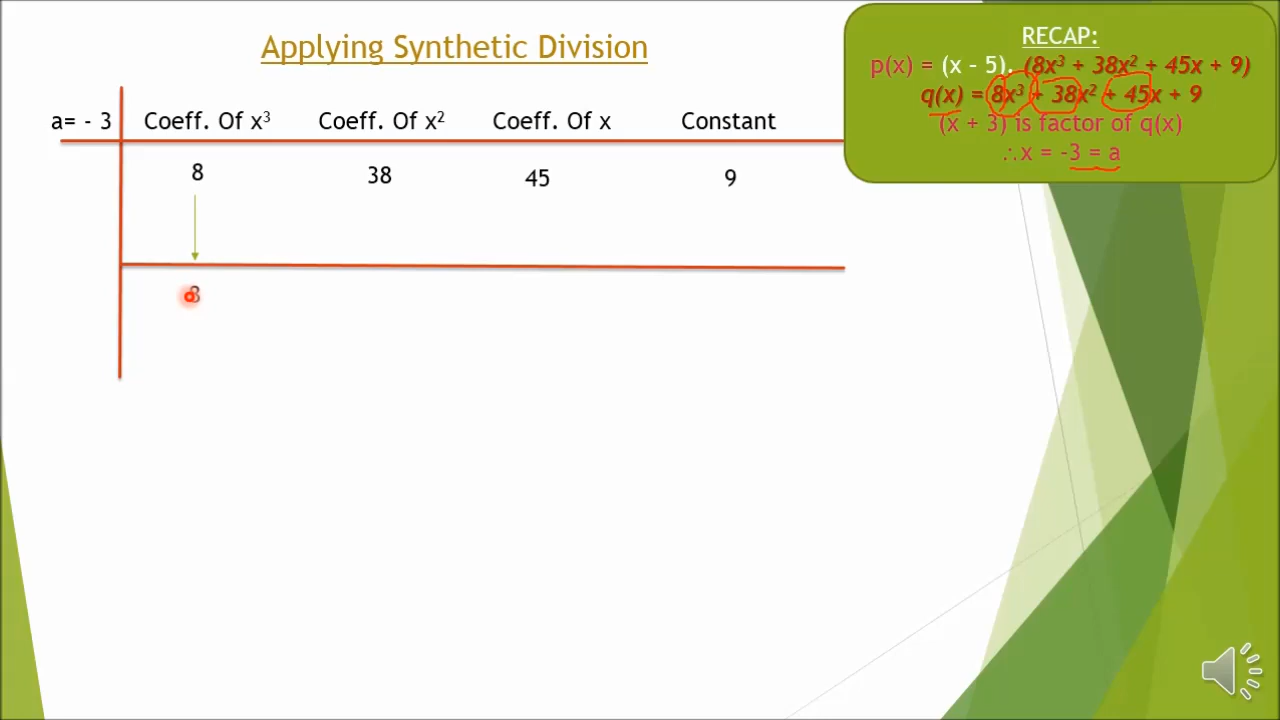 Applying Synthetic Division
RECAP:
p(x) = (x - 5). (8x³ + 38x² + 45x + 9)
q(x) = 8x³ + 38x² + 45x + 9
(x + 3) is factor of q(x)
∴x = -3 = a
a= - 3 Coeff. Of x³ Coeff. Of x² Coeff. Of x Constant
8 38 45 9
8